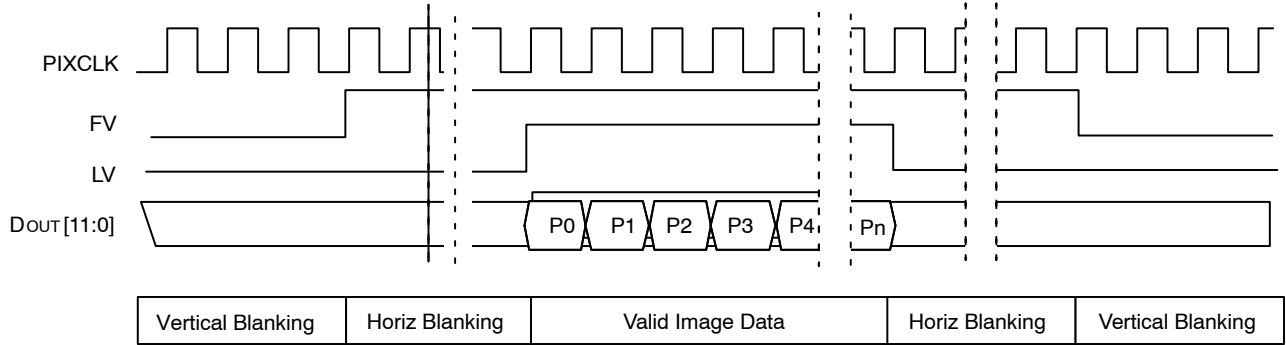 PIXCLK
FV
LV
DOUT[11:0]
P0 P1 P2 P3 P4 Pn
Vertical Blanking Horiz Blanking Valid Image Data Horiz Blanking Vertical Blanking